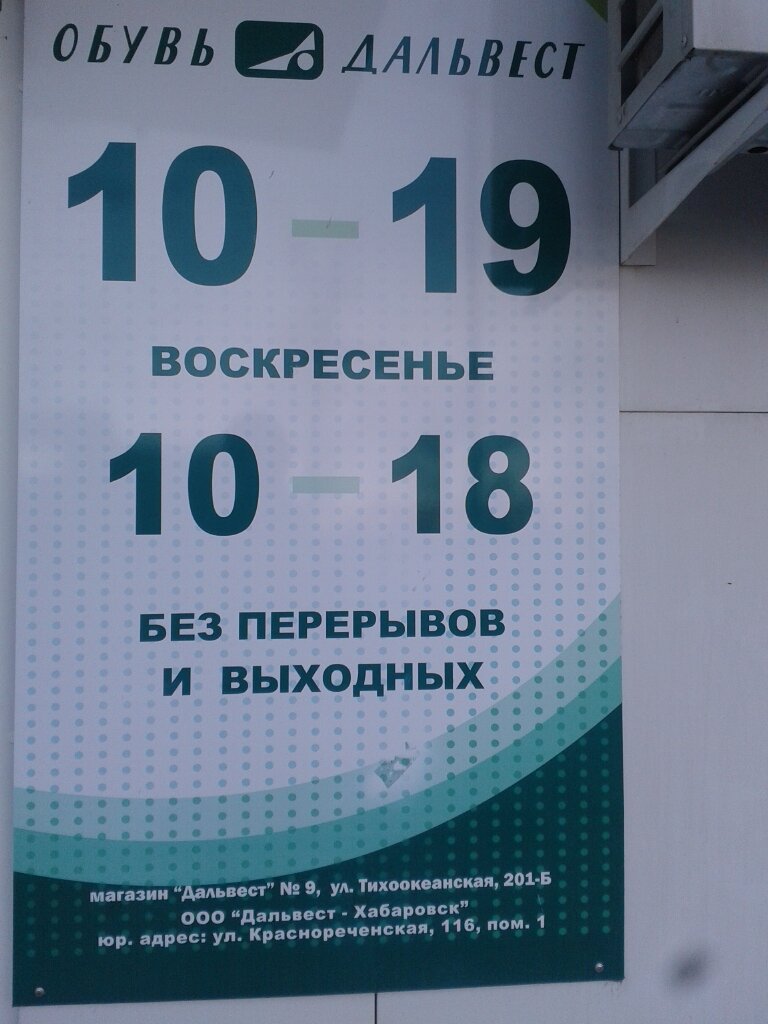 ОБУВЬ ДАЛЬВЕСТ
10 – 19
ВОСКРЕСЕНЬЕ
10 – 18
БЕЗ ПЕРЕРЫВОВ
И ВЫХОДНЫХ
магазин "Дальвест" № 9, ул. Тихоокеанская, 201-Б
ООО "Дальвест - Хабаровск"
юр. адрес: ул. Краснореченская, 116, пом. 1